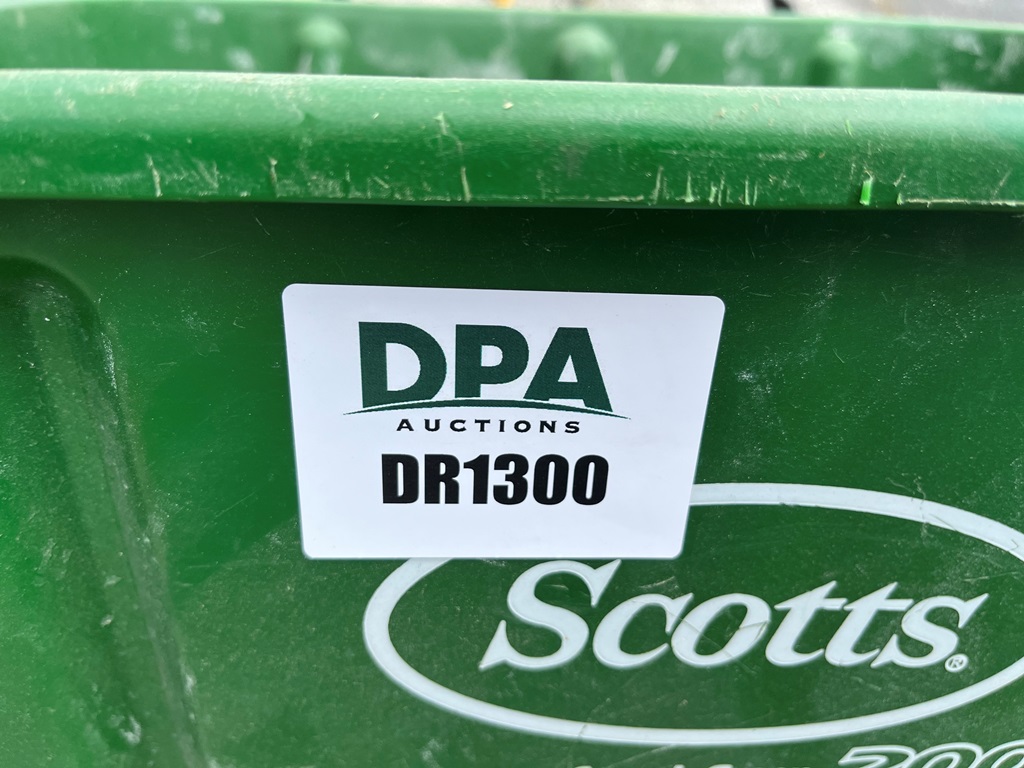 DPA
AUCTIONS
DR1300
Scotts®